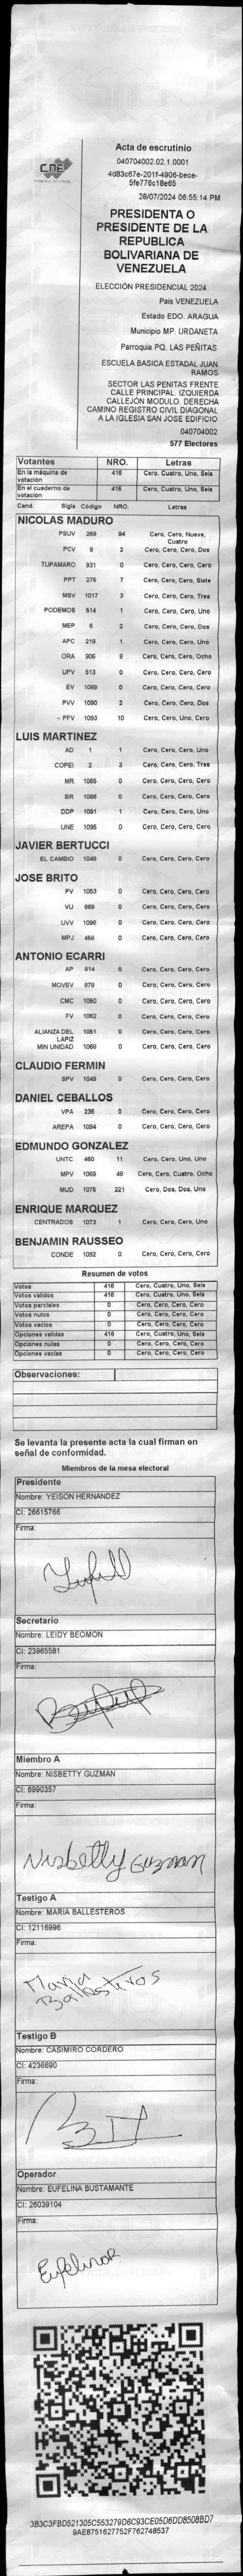 CNE
PODER ELECTORAL
Acta de escrutinio
040704002.02.1.0001
4d83c67e-201f-4906-bece-
5fe776c18e65
28/07/2024 06:55:14 PM
PRESIDENTA O
PRESIDENTE DE LA
REPUBLICA
BOLIVARIANA DE
VENEZUELA
ELECCIÓN PRESIDENCIAL 2024
Pais VENEZUELA
Estado EDO. ARAGUA
Municipio MP. URDANETA
Parroquia PQ. LAS PEÑITAS
ESCUELA BASICA ESTADAL JUAN
RAMOS
SECTOR LAS PENITAS FRENTE
CALLE PRINCIPAL. IZQUIERDA
CALLEJON MODULO. DERECHA
CAMINO REGISTRO CIVIL DIAGONAL
A LA IGLESIA SAN JOSE EDIFICIO
040704002
577 Electores
Votantes NRO. Letras
En la máquina de votación 416 Cero, Cuatro, Uno, Seis
En el cuaderno de votación 416 Cero, Cuatro, Uno, Seis
Cand. Sigla Código NRO. Letras
NICOLAS MADURO
PSUV 269 94 Cero, Cero, Nueve, Cuatro
PCV 9 2 Cero, Cero, Cero, Dos
TUPAMARO 931 0 Cero, Cero, Cero, Cero
PPT 276 7 Cero, Cero, Cero, Siete
MSV 1017 3 Cero, Cero, Cero, Tres
PODEMOS 514 1 Cero, Cero, Cero, Uno
MEP 6 2 Cero, Cero, Cero, Dos
APC 219 1 Cero, Cero, Cero, Uno
ORA 906 8 Cero, Cero, Cero, Ocho
UPV 513 0 Cero, Cero, Cero, Cero
EV 1089 0 Cero, Cero, Cero, Cero
PVV 1090 2 Cero, Cero, Cero, Dos
~ PFV 1093 10 Cero, Cero, Uno, Cero
LUIS MARTINEZ
AD 1 1 Cero, Cero, Cero, Uno
COPEI 2 3 Cero, Cero, Cero, Tres
MR 1065 0 Cero, Cero, Cero, Cero
BR 1066 0 Cero, Cero, Cero, Cero
DDP 1091 1 Cero, Cero, Cero, Uno
UNE 1095 0 Cero, Cero, Cero, Cero
JAVIER BERTUCCI
EL CAMBIO 1048 0 Cero, Cero, Cero, Cero
JOSE BRITO
PV 1053 0 Cero, Cero, Cero, Cero
VU 968 0 Cero, Cero, Cero, Cero
UVV 1096 0 Cero, Cero, Cero, Cero
MPJ 459 0 Cero, Cero, Cero, Cero
ANTONIO ECARRI
AP 914 0 Cero, Cero, Cero, Cero
MOVEV 978 0 Cero, Cero, Cero, Cero
CMC 1050 0 Cero, Cero, Cero, Cero
FV 1062 0 Cero, Cero, Cero, Cero
ALIANZA DEL LAPIZ 1051 0 Cero, Cero, Cero, Cero
MIN UNIDAD 1068 0 Cero, Cero, Cero, Cero
CLAUDIO FERMIN
SPV 1049 0 Cero, Cero, Cero, Cero
DANIEL CEBALLOS
VPA 236 0 Cero, Cero, Cero, Cero
AREPA 1094 0 Cero, Cero, Cero, Cero
EDMUNDO GONZALEZ
UNTC 460 11 Cero, Cero, Uno, Uno
MPV 1069 48 Cero, Cero, Cuatro, Ocho
MUD 1075 221 Cero, Dos, Dos, Uno
ENRIQUE MARQUEZ
CENTRADOS 1073 1 Cero, Cero, Cero, Uno
BENJAMIN RAUSSEO
CONDE 1092 0 Cero, Cero, Cero, Cero
Resumen de votos
Votos 416 Cero, Cuatro, Uno, Seis
Votos validos 416 Cero, Cuatro, Uno, Seis
Votos parciales 0 Cero, Cero, Cero, Cero
Votos nulos 0 Cero, Cero, Cero, Cero
Votos vacios 0 Cero, Cero, Cero, Cero
Opciones validas 416 Cero, Cuatro, Uno, Seis
Opciones nulas 0 Cero, Cero, Cero, Cero
Opciones vacias 0 Cero, Cero, Cero, Cero
Observaciones:
Se levanta la presente acta la cual firman en
señal de conformidad.
Miembros de la mesa electoral
Presidente
Nombre: YEISON HERNANDEZ
CI: 26615766
Firma:
Secretario
Nombre: LEIDY BEOMON
CI: 23965581
Firma:
Miembro A
Nombre: NISBETTY GUZMAN
CI: 6990357
Firma:
Nisbetty Guzman
Testigo A
Nombre: MARIA BALLESTEROS
CI: 12116996
Firma:
Maria
Ballesteros
Testigo B
Nombre: CASIMIRO CORDERO
CI: 4236690
Firma:
Operador
Nombre: EUFELINA BUSTAMANTE
CI: 26039104
Firma:
Eufelina
3B3C3FBD521305C553279D6C93CE05D6DD850BBD7
9AE8751627752F762748537